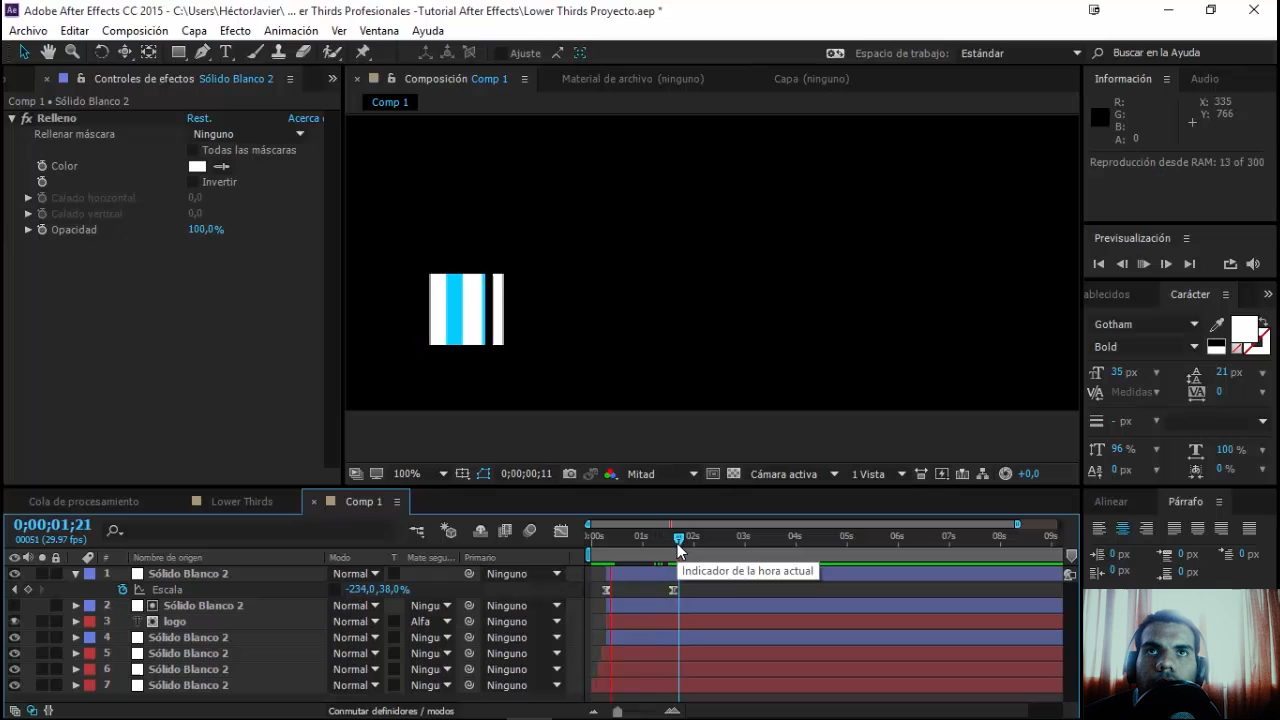 Adobe After Effects CC 2015 - C:\Users\HéctorJavier\ ... er Thirds Profesionales -Tutorial After Effects\Lower Thirds Proyecto.aep *
Archivo Edición Composición Capa Efecto Animación Ver Ventana Ayuda
Ajuste Espacio de trabajo: Estándar Buscar en la Ayuda
Controles de efectos Sólido Blanco 2
Comp 1 • Sólido Blanco 2
fx Relleno Rest. Acerca
Rellenar máscara Ninguno
Todas las máscaras
Color
Invertir
Calado horizontal 0,0
Calado vertical 0,0
Opacidad 100,0%
Composición Comp 1
Material de archivo (ninguno)
Capa (ninguno)
Comp 1
100% 0;00;00;11 Mitad Cámara activa 1 Vista +0,0
Información Audio
R: X: 335
G: Y: 766
B:
A: 0
Reproducción desde RAM: 13 of 300
Previsualización
ablecidos Carácter
Gotham
Bold
35 px 21 px
Medidas 0
- px
96 % 100 %
0 px 0 %
Alinear Párrafo
0 px 0 px 0 px
0 px 0 px
Cola de procesamiento Lower Thirds Comp 1
0;00;01;21
00051 (29.97 fps)
:00s 01s 02s 03s 04s 05s 06s 07s 08s 09s
# Nombre de origen Modo T Mate segu... Primario
1 Sólido Blanco 2 Normal Ninguno
Escala -234,0,38,0%
2 Sólido Blanco 2 Normal Ningu Ninguno
3 T logo Normal Alfa Ninguno
4 Sólido Blanco 2 Normal Ningu Ninguno
5 Sólido Blanco 2 Normal Ningu Ninguno
6 Sólido Blanco 2 Normal Ningu Ninguno
7 Sólido Blanco 2 Normal Ningu Ninguno
Indicador de la hora actual
Conmutar definidores / modos